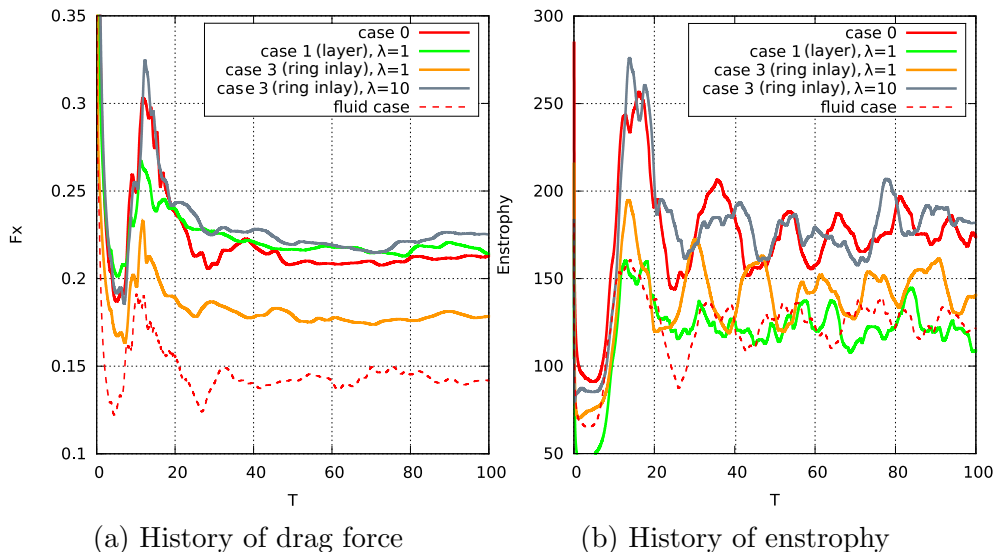 0.35
0.3
0.25
0.2
0.15
0.1
0 20 40 60 80 100
Fx
T
case 0
case 1 (layer), λ=1
case 3 (ring inlay), λ=1
case 3 (ring inlay), λ=10
fluid case
(a) History of drag force
300
250
200
150
100
50
0 20 40 60 80 100
Enstrophy
T
case 0
case 1 (layer), λ=1
case 3 (ring inlay), λ=1
case 3 (ring inlay), λ=10
fluid case
(b) History of enstrophy